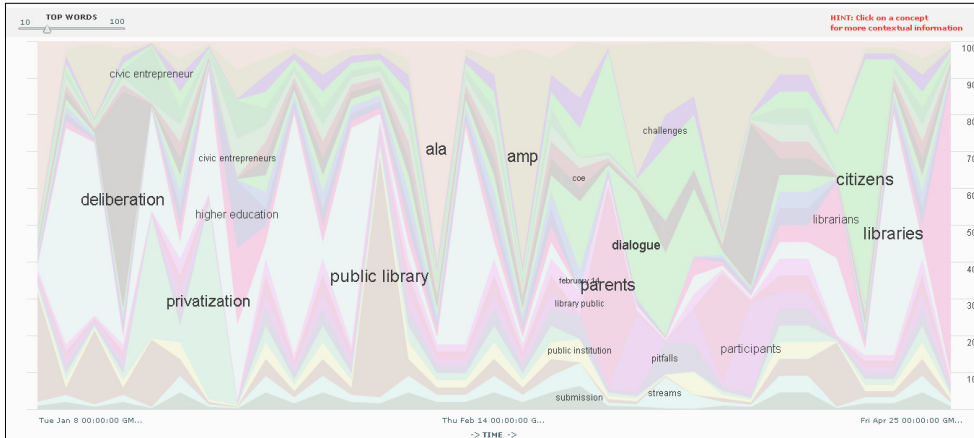 TOP WORDS
10
100
HINT: Click on a concept
for more contextual information
100
90
80
70
60
50
40
30
20
10
civic entrepreneur
challenges
ala
amp
civic entrepreneurs
coe
deliberation
citizens
higher education
librarians
libraries
dialogue
public library
parents
privatization
library public
public institution
pitfalls
participants
submission
streams
Tue Jan 8 00:00:00 GM...
Thu Feb 14 00:00:00 G...
Fri Apr 25 00:00:00 GM...
-> TIME ->